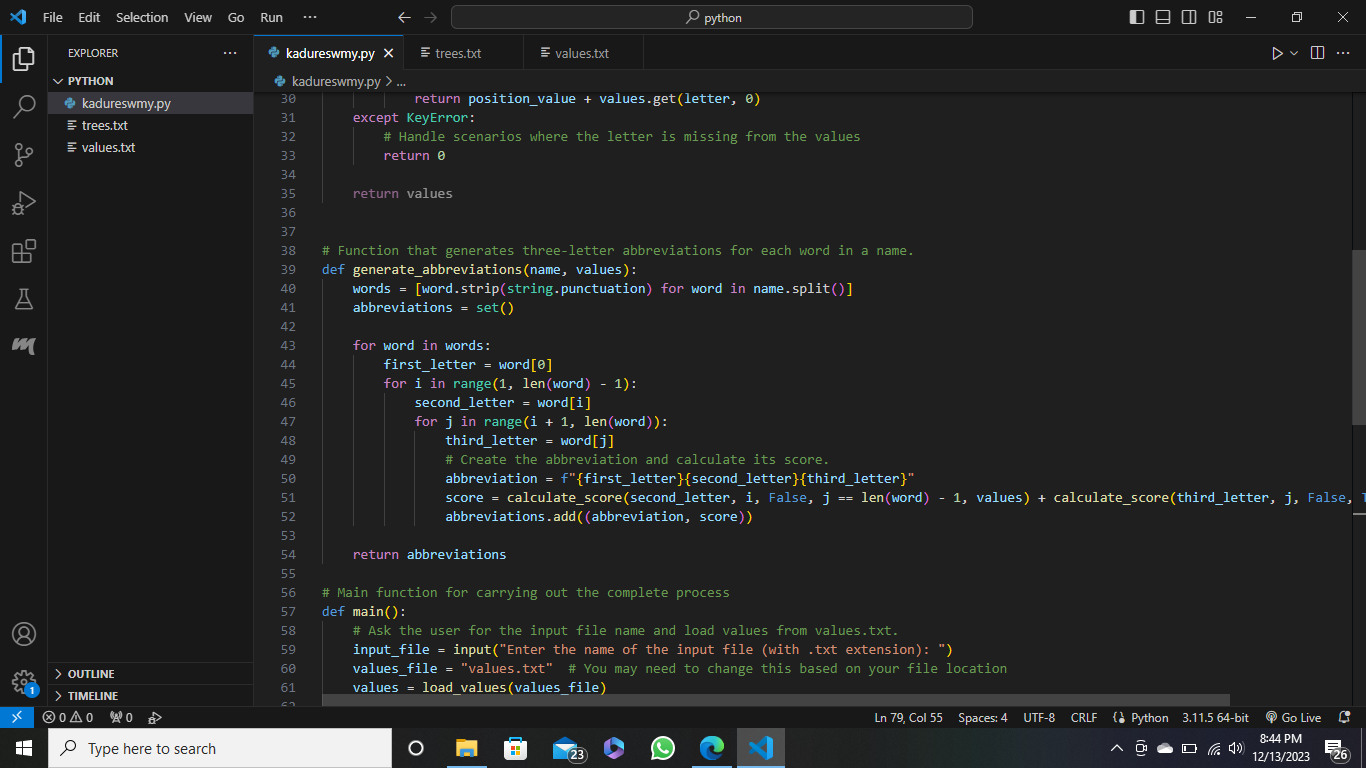 File Edit Selection View Go Run ··· python
EXPLORER ···
PYTHON
kadureswmy.py
trees.txt
values.txt
OUTLINE
TIMELINE
kadureswmy.py trees.txt values.txt
kadureswmy.py > ...
30 return position_value + values.get(letter, 0)
31 except KeyError:
32 # Handle scenarios where the letter is missing from the values
33 return 0
34
35 return values
36
37
38 # Function that generates three-letter abbreviations for each word in a name.
39 def generate_abbreviations(name, values):
40 words = [word.strip(string.punctuation) for word in name.split()]
41 abbreviations = set()
42
43 for word in words:
44 first_letter = word[0]
45 for i in range(1, len(word) - 1):
46 second_letter = word[i]
47 for j in range(i + 1, len(word)):
48 third_letter = word[j]
49 # Create the abbreviation and calculate its score.
50 abbreviation = f"{first_letter}{second_letter}{third_letter}"
51 score = calculate_score(second_letter, i, False, j == len(word) - 1, values) + calculate_score(third_letter, j, False,
52 abbreviations.add((abbreviation, score))
53
54 return abbreviations
55
56 # Main function for carrying out the complete process
57 def main():
58 # Ask the user for the input file name and load values from values.txt.
59 input_file = input("Enter the name of the input file (with .txt extension): ")
60 values_file = "values.txt" # You may need to change this based on your file location
61 values = load_values(values_file)
1
0 0 0 Ln 79, Col 55 Spaces: 4 UTF-8 CRLF Python 3.11.5 64-bit Go Live
Type here to search 23 8:44 PM
12/13/2023 26